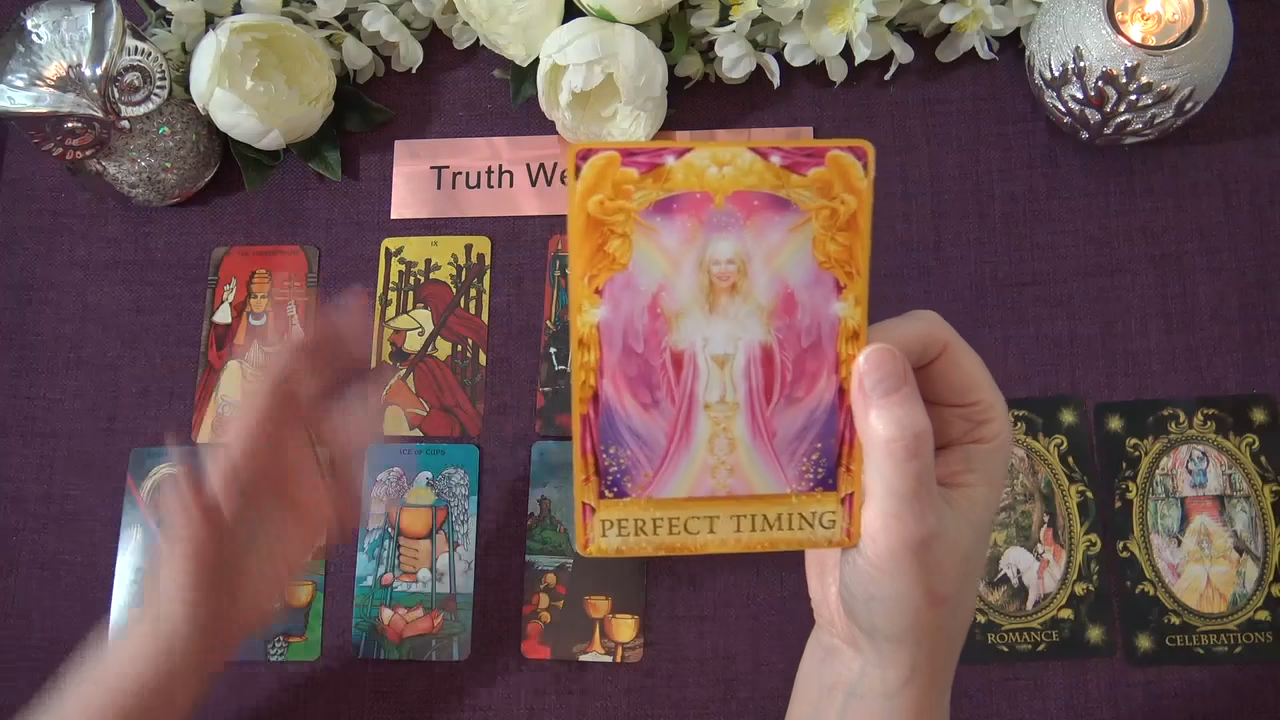 Truth We
IX
ACE OF CUPS
PERFECT TIMING
ROMANCE
CELEBRATIONS